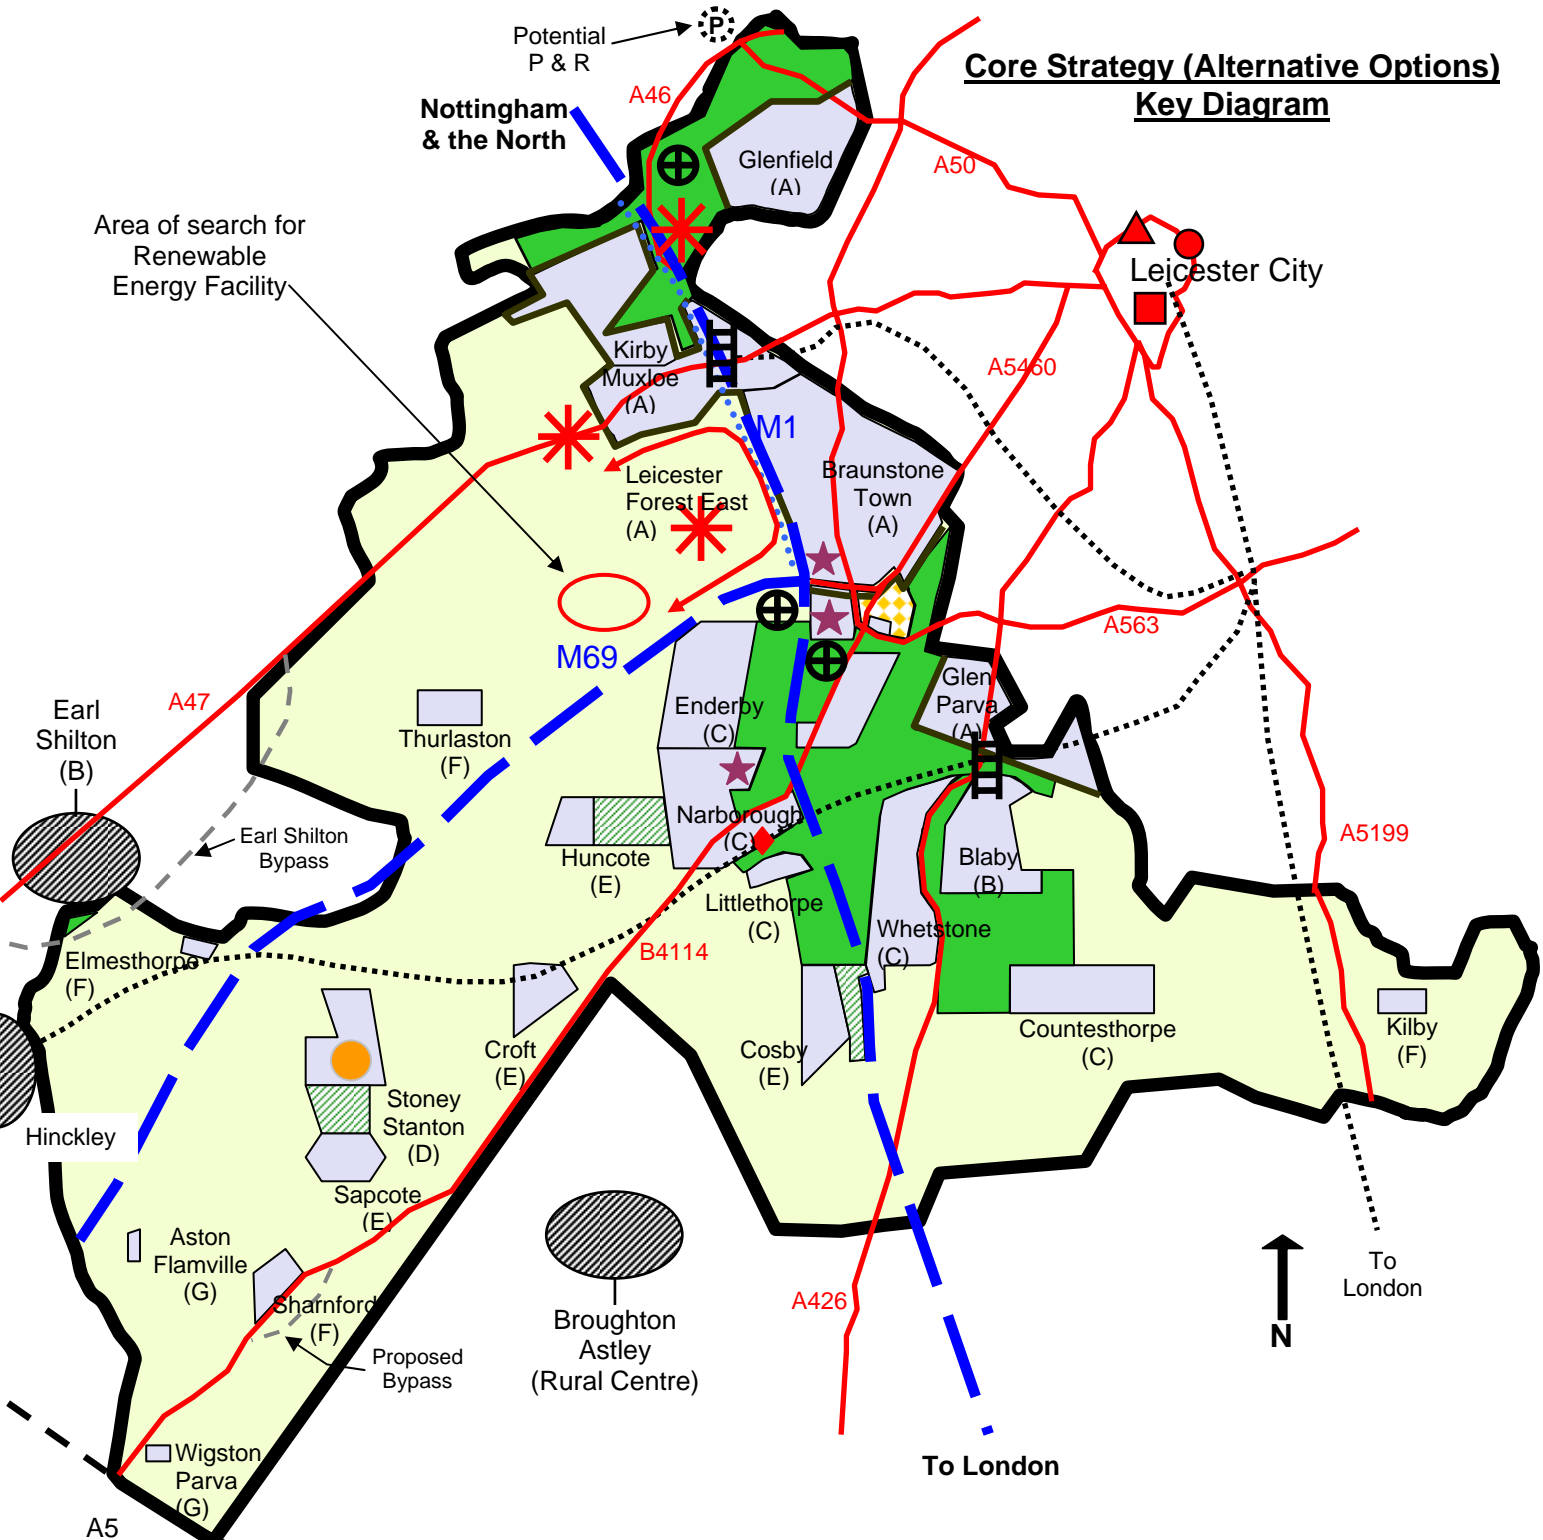 Core Strategy (Alternative Options)
Key Diagram
Potential
P & R
P
A46
Nottingham
& the North
Glenfield
(A)
A50
Area of search for
Renewable
Energy Facility
Leicester City
Kirby
Muxloe
(A)
A5460
M1
Leicester
Forest East
(A)
Braunstone
Town
(A)
A563
M69
A47
Earl
Shilton
(B)
Thurlaston
(F)
Enderby
(C)
Glen
Parva
(A)
Earl Shilton
Bypass
Huncote
(E)
Narborough
(C)
Blaby
(B)
A5199
Littlethorpe
(C)
Whetstone
(C)
B4114
Elmesthorpe
(F)
Croft
(E)
Cosby
(E)
Countesthorpe
(C)
Kilby
(F)
Stoney
Stanton
(D)
Hinckley
Sapcote
(E)
Aston
Flamville
(G)
Sharnford
(F)
Proposed
Bypass
Broughton
Astley
(Rural Centre)
A426
N
To
London
To London
Wigston
Parva
(G)
A5